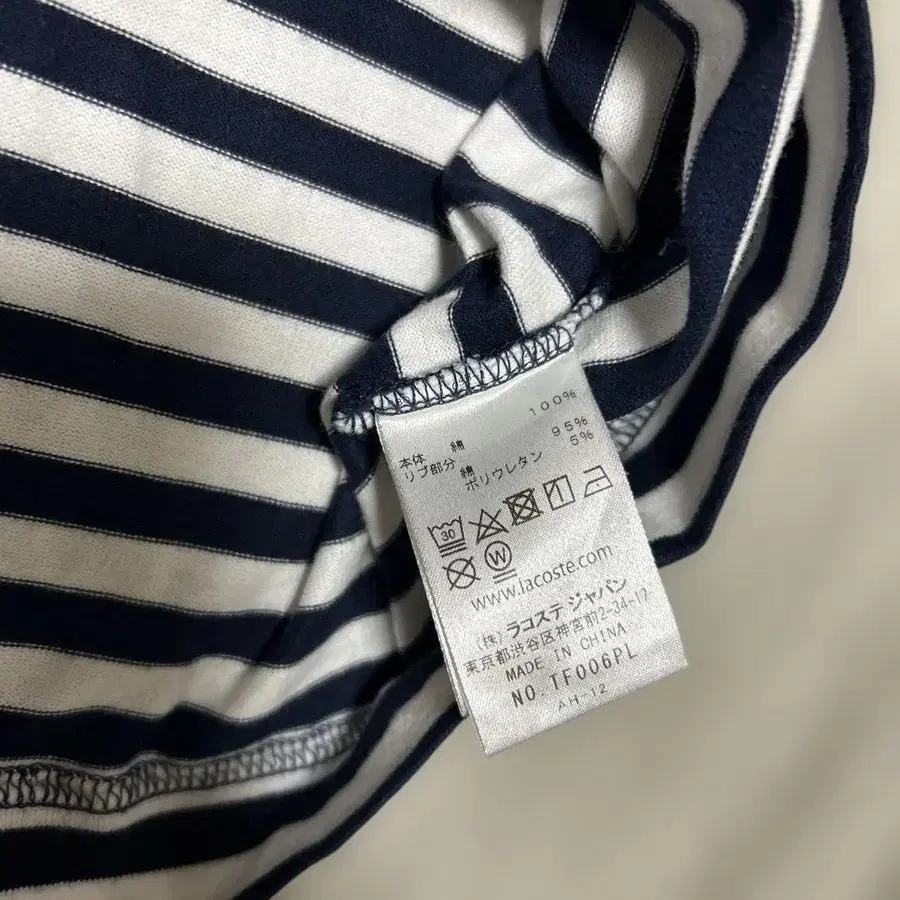 本体 綿 100%
リブ部分 綿 95%
ポリウレタン 5%
30
W
www.lacoste.com
(株) ラコステ ジャパン
東京都渋谷区神宮前2-34-17
MADE IN CHINA
NO. TF006PL
AH-12